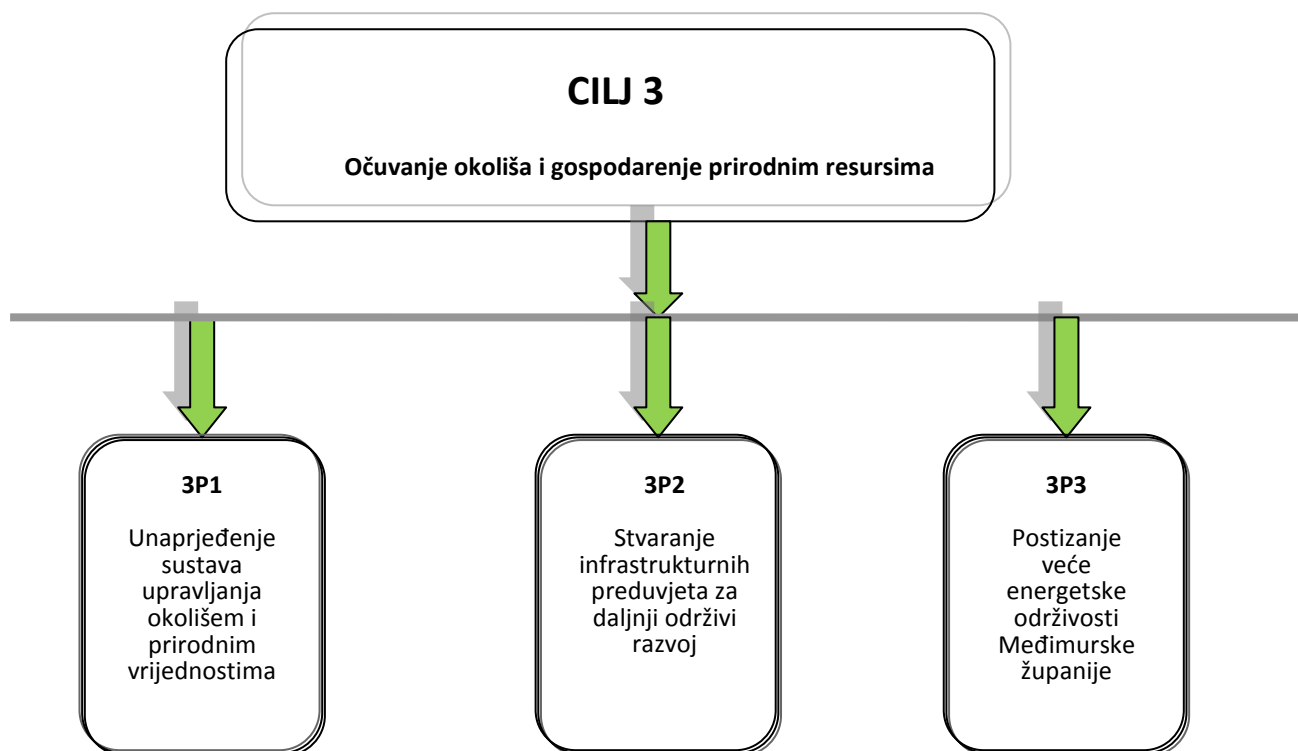 CILJ 3
Očuvanje okoliša i gospodarenje prirodnim resursima
3P1
Unaprjeđenje
sustava
upravljanja
okolišem i
prirodnim
vrijednostima
3P2
Stvaranje
infrastrukturnih
preduvjeta za
daljnji održivi
razvoj
3P3
Postizanje
veće
energetske
održivosti
Međimurske
županije